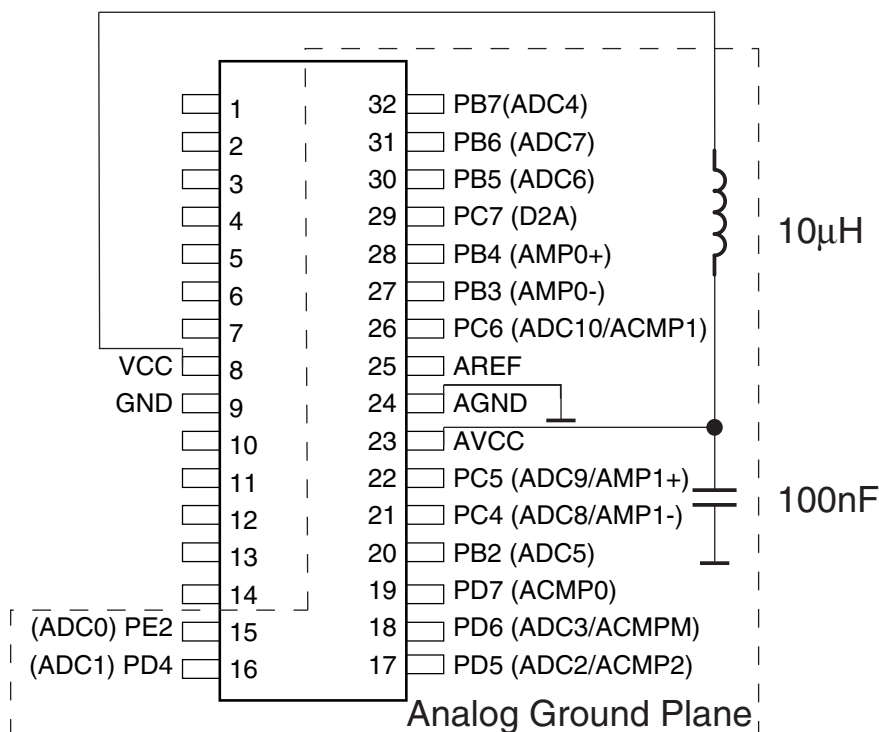 1 32 PB7(ADC4)
2 31 PB6 (ADC7)
3 30 PB5 (ADC6)
4 29 PC7 (D2A)
5 28 PB4 (AMP0+)
6 27 PB3 (AMP0-)
7 26 PC6 (ADC10/ACMP1)
VCC 8 25 AREF
GND 9 24 AGND
10 23 AVCC
11 22 PC5 (ADC9/AMP1+)
12 21 PC4 (ADC8/AMP1-)
13 20 PB2 (ADC5)
14 19 PD7 (ACMP0)
(ADC0) PE2 15 18 PD6 (ADC3/ACMPM)
(ADC1) PD4 16 17 PD5 (ADC2/ACMP2)
10μH
100nF
Analog Ground Plane